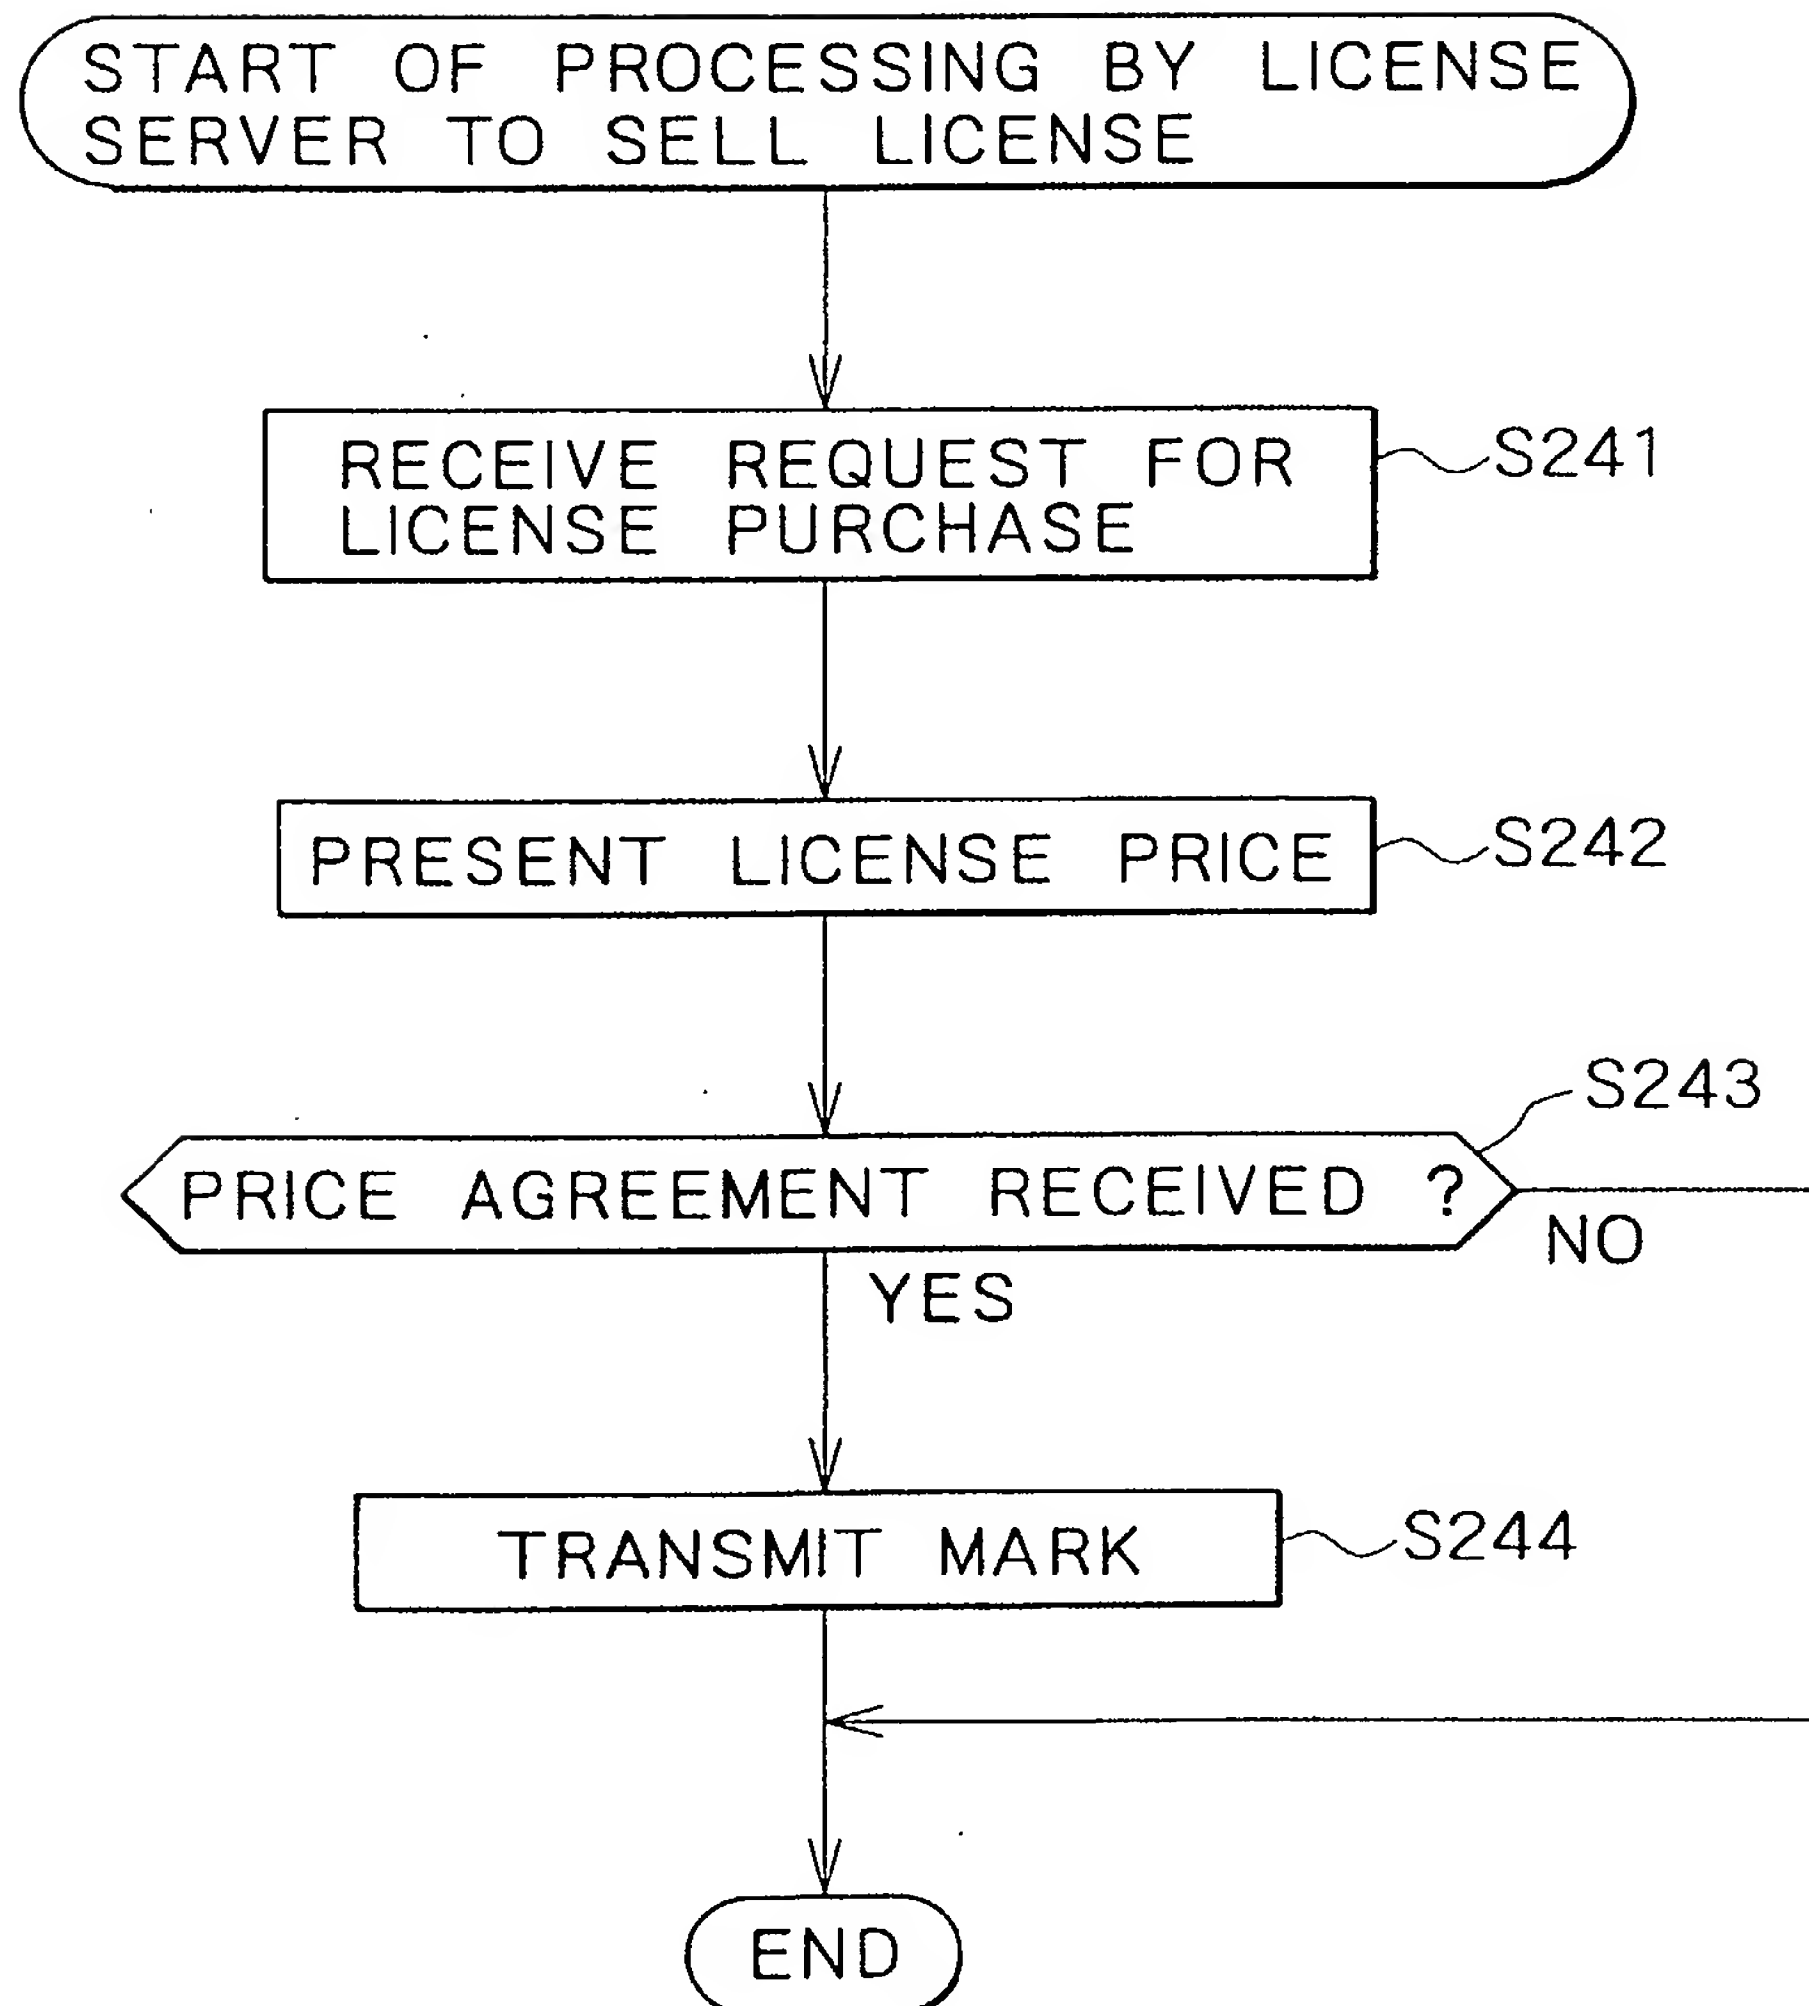 START OF PROCESSING BY LICENSE
SERVER TO SELL LICENSE
RECEIVE REQUEST FOR
LICENSE PURCHASE
S241
PRESENT LICENSE PRICE
S242
S243
PRICE AGREEMENT RECEIVED ?
NO
YES
TRANSMIT MARK
S244
END